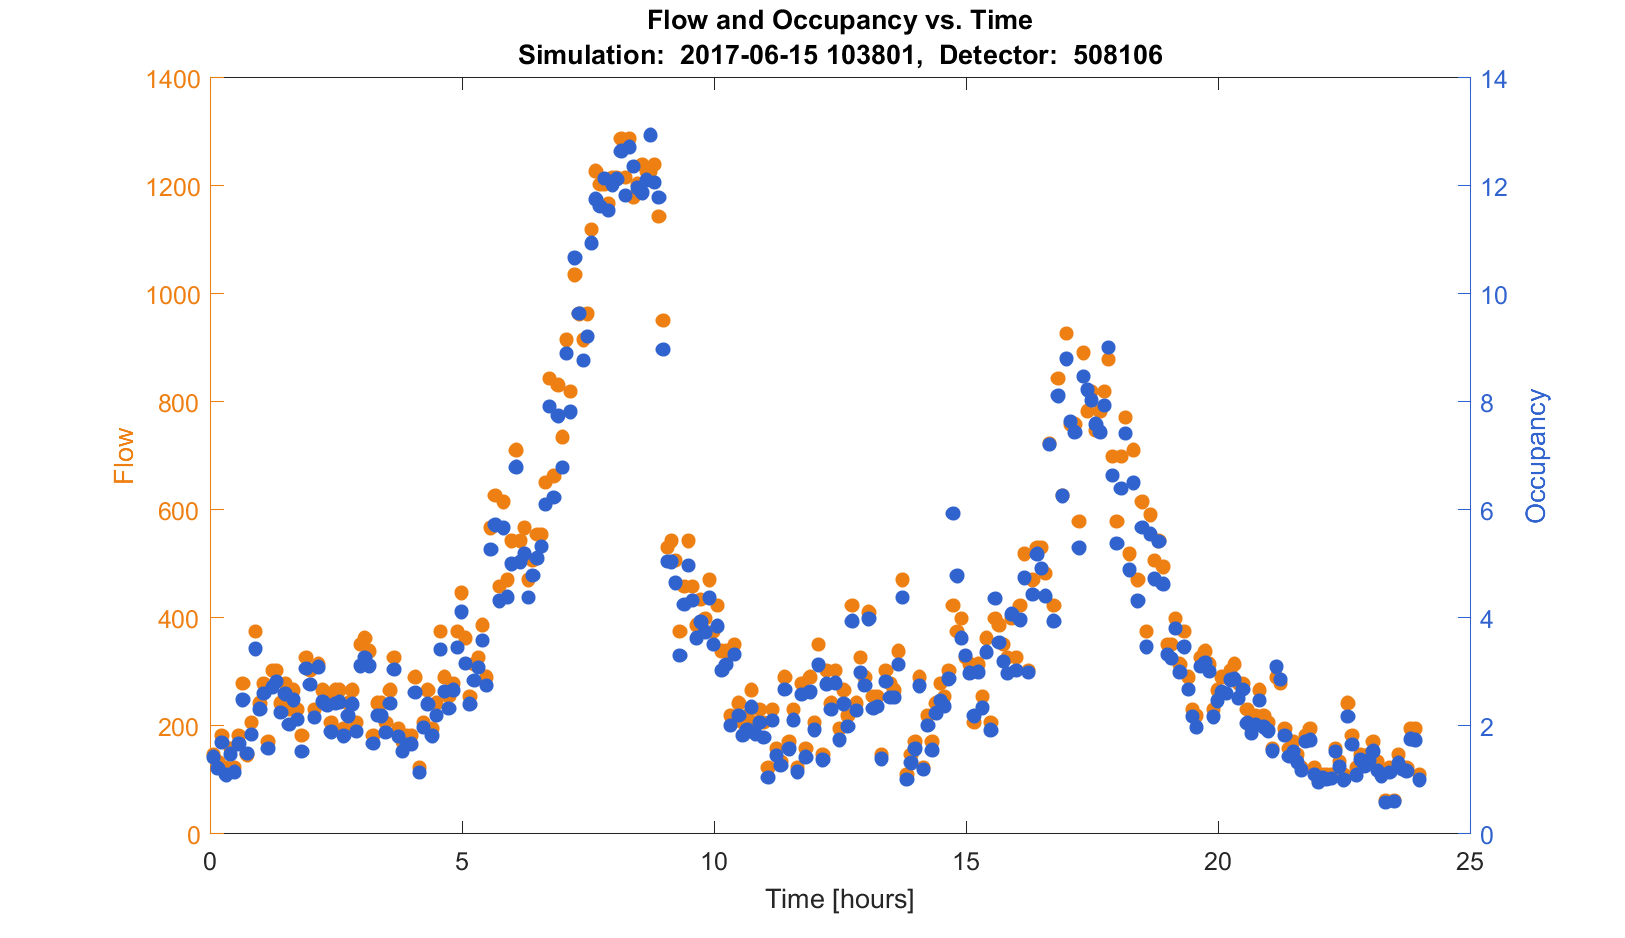 Flow and Occupancy vs. Time
Simulation:  2017-06-15 103801,  Detector:  508106
1400
1200
1000
800
600
400
200
0
Flow
14
12
10
8
6
4
2
0
Occupancy
0 5 10 15 20 25
Time [hours]